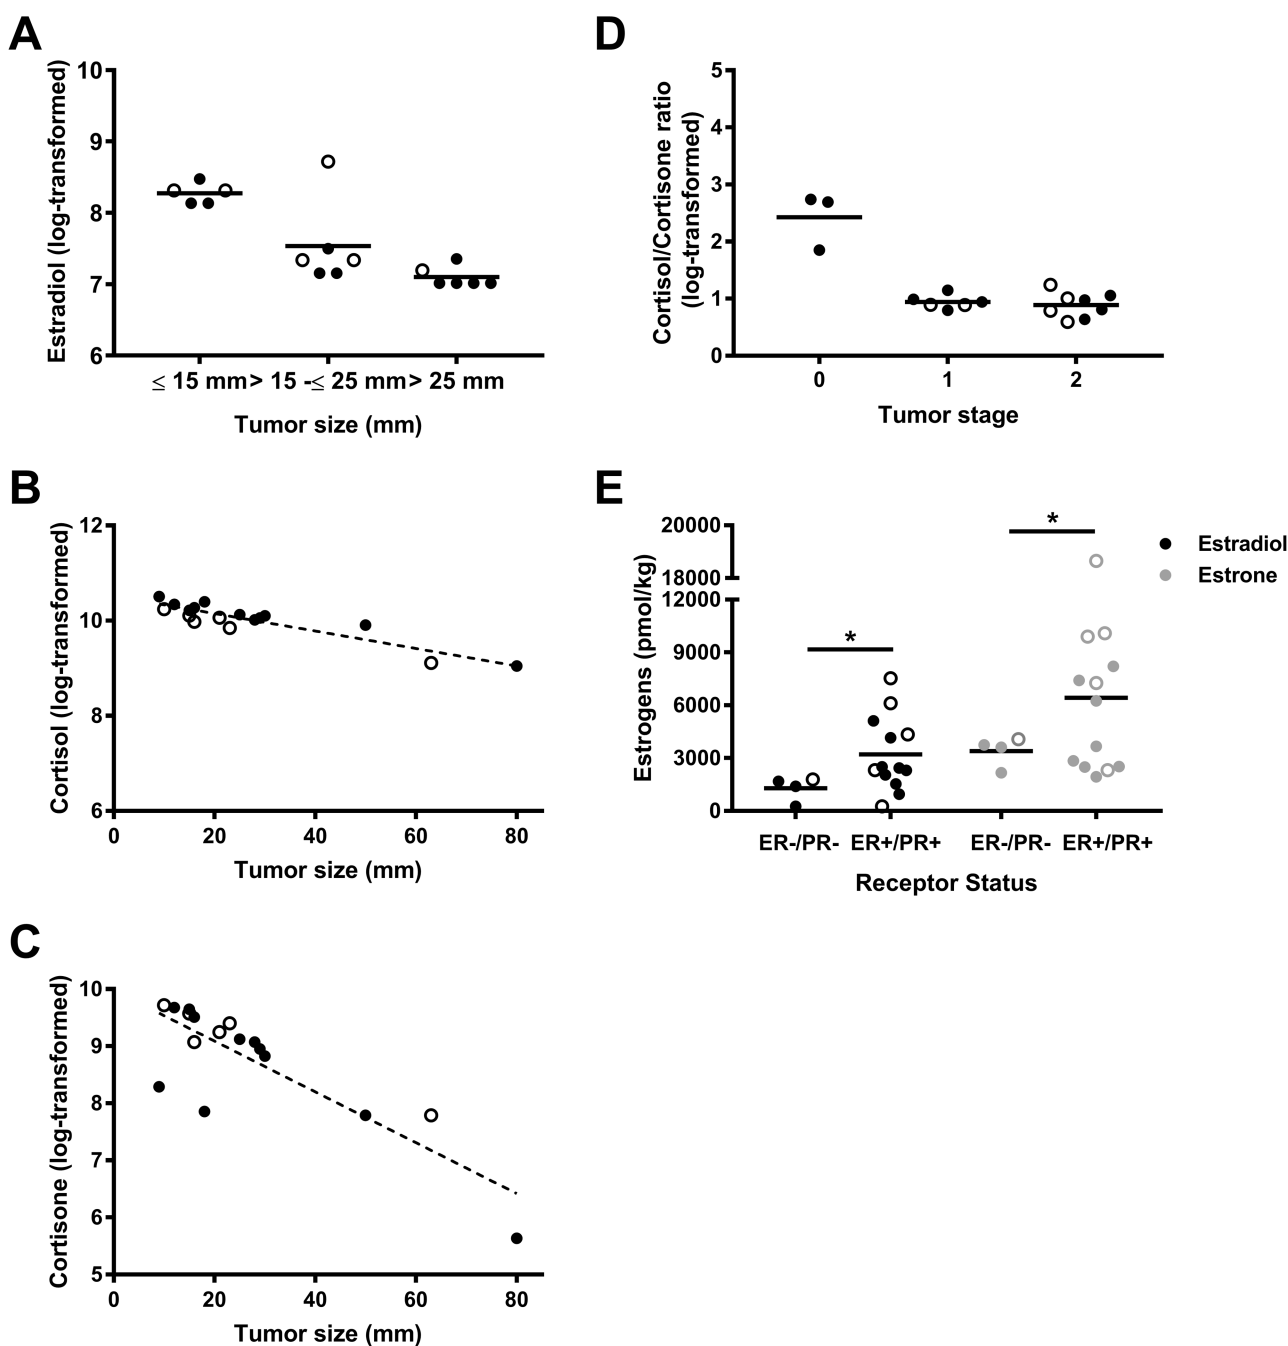 A
Estradiol (log-transformed)
10
9
8
7
6
≤ 15 mm > 15 -≤ 25 mm > 25 mm
Tumor size (mm)
D
Cortisol/Cortisone ratio
(log-transformed)
5
4
3
2
1
0
0 1 2
Tumor stage
B
Cortisol (log-transformed)
12
10
8
6
0 20 40 60 80
Tumor size (mm)
E
Estrogens (pmol/kg)
20000
18000
12000
9000
6000
3000
0
*
*
Estradiol
Estrone
ER-/PR- ER+/PR+ ER-/PR- ER+/PR+
Receptor Status
C
Cortisone (log-transformed)
10
9
8
7
6
5
0 20 40 60 80
Tumor size (mm)